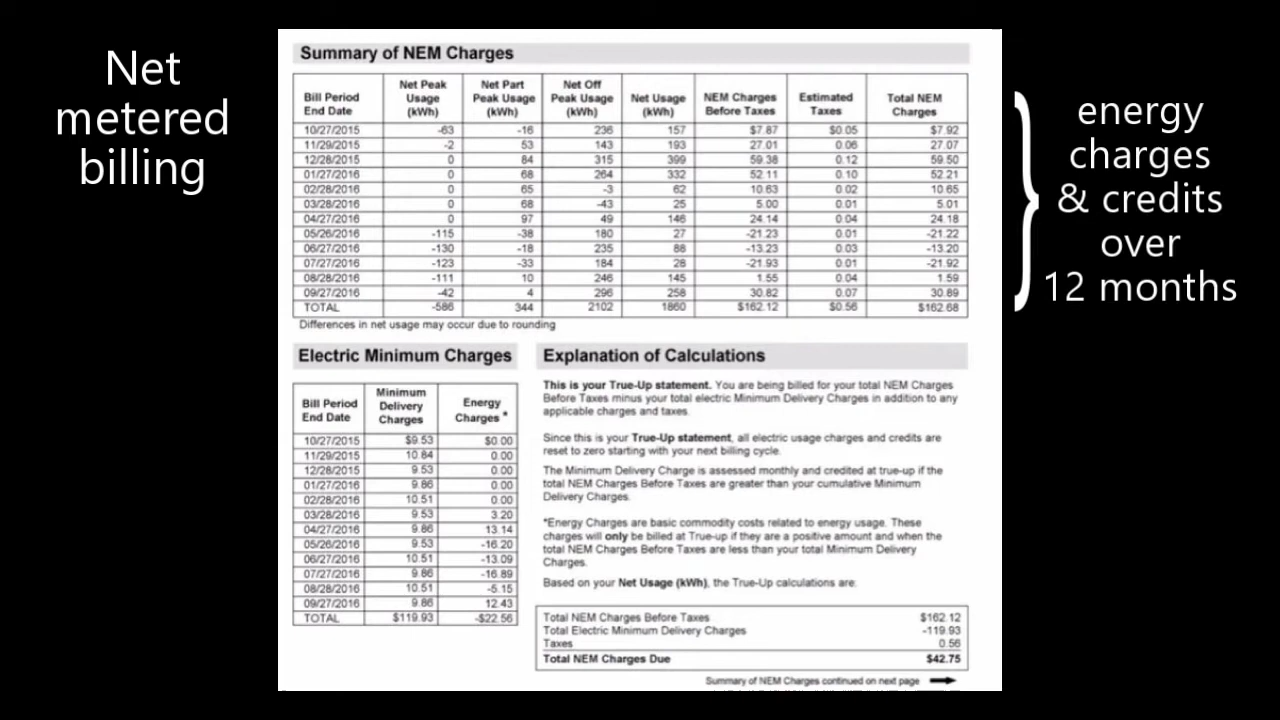 Net
metered
billing
Summary of NEM Charges
Bill Period End Date | Net Peak Usage (kWh) | Net Part Peak Usage (kWh) | Net Off Peak Usage (kWh) | Net Usage (kWh) | NEM Charges Before Taxes | Estimated Taxes | Total NEM Charges
10/27/2015 -63 -16 236 157 $7.87 $0.05 $7.92
11/29/2015 -2 53 143 193 27.01 0.06 27.07
12/28/2015 0 84 315 399 59.38 0.12 59.50
01/27/2016 0 68 264 332 52.11 0.10 52.21
02/28/2016 0 65 -3 62 10.63 0.02 10.65
03/28/2016 0 68 -43 25 5.00 0.01 5.01
04/27/2016 0 97 49 146 24.14 0.04 24.18
05/26/2016 -115 -38 180 27 -21.23 0.01 -21.22
06/27/2016 -130 -18 235 88 -13.23 0.03 -13.20
07/27/2016 -123 -33 184 28 -21.93 0.01 -21.92
08/28/2016 -111 10 246 145 1.55 0.04 1.59
09/27/2016 -42 4 296 258 30.82 0.07 30.89
TOTAL -586 344 2102 1860 $162.12 $0.56 $162.68
Differences in net usage may occur due to rounding
energy
charges
& credits
over
12 months
Electric Minimum Charges
Bill Period End Date | Minimum Delivery Charges | Energy Charges *
10/27/2015 $9.53 $0.00
11/29/2015 10.84 0.00
12/28/2015 9.53 0.00
01/27/2016 9.86 0.00
02/28/2016 10.51 0.00
03/28/2016 9.53 3.20
04/27/2016 9.86 13.14
05/26/2016 9.53 -16.20
06/27/2016 10.51 -13.09
07/27/2016 9.86 -16.89
08/28/2016 10.51 -5.15
09/27/2016 9.86 12.43
TOTAL $119.93 -$22.56
Explanation of Calculations
This is your True-Up statement. You are being billed for your total NEM Charges
Before Taxes minus your total electric Minimum Delivery Charges in addition to any
applicable charges and taxes.
Since this is your True-Up statement, all electric usage charges and credits are
reset to zero starting with your next billing cycle.
The Minimum Delivery Charge is assessed monthly and credited at true-up if the
total NEM Charges Before Taxes are greater than your cumulative Minimum
Delivery Charges.
*Energy Charges are basic commodity costs related to energy usage. These
charges will only be billed at True-up if they are a positive amount and when the
total NEM Charges Before Taxes are less than your total Minimum Delivery
Charges.
Based on your Net Usage (kWh), the True-Up calculations are:
Total NEM Charges Before Taxes $162.12
Total Electric Minimum Delivery Charges -119.93
Taxes 0.56
Total NEM Charges Due $42.75
Summary of NEM Charges continued on next page